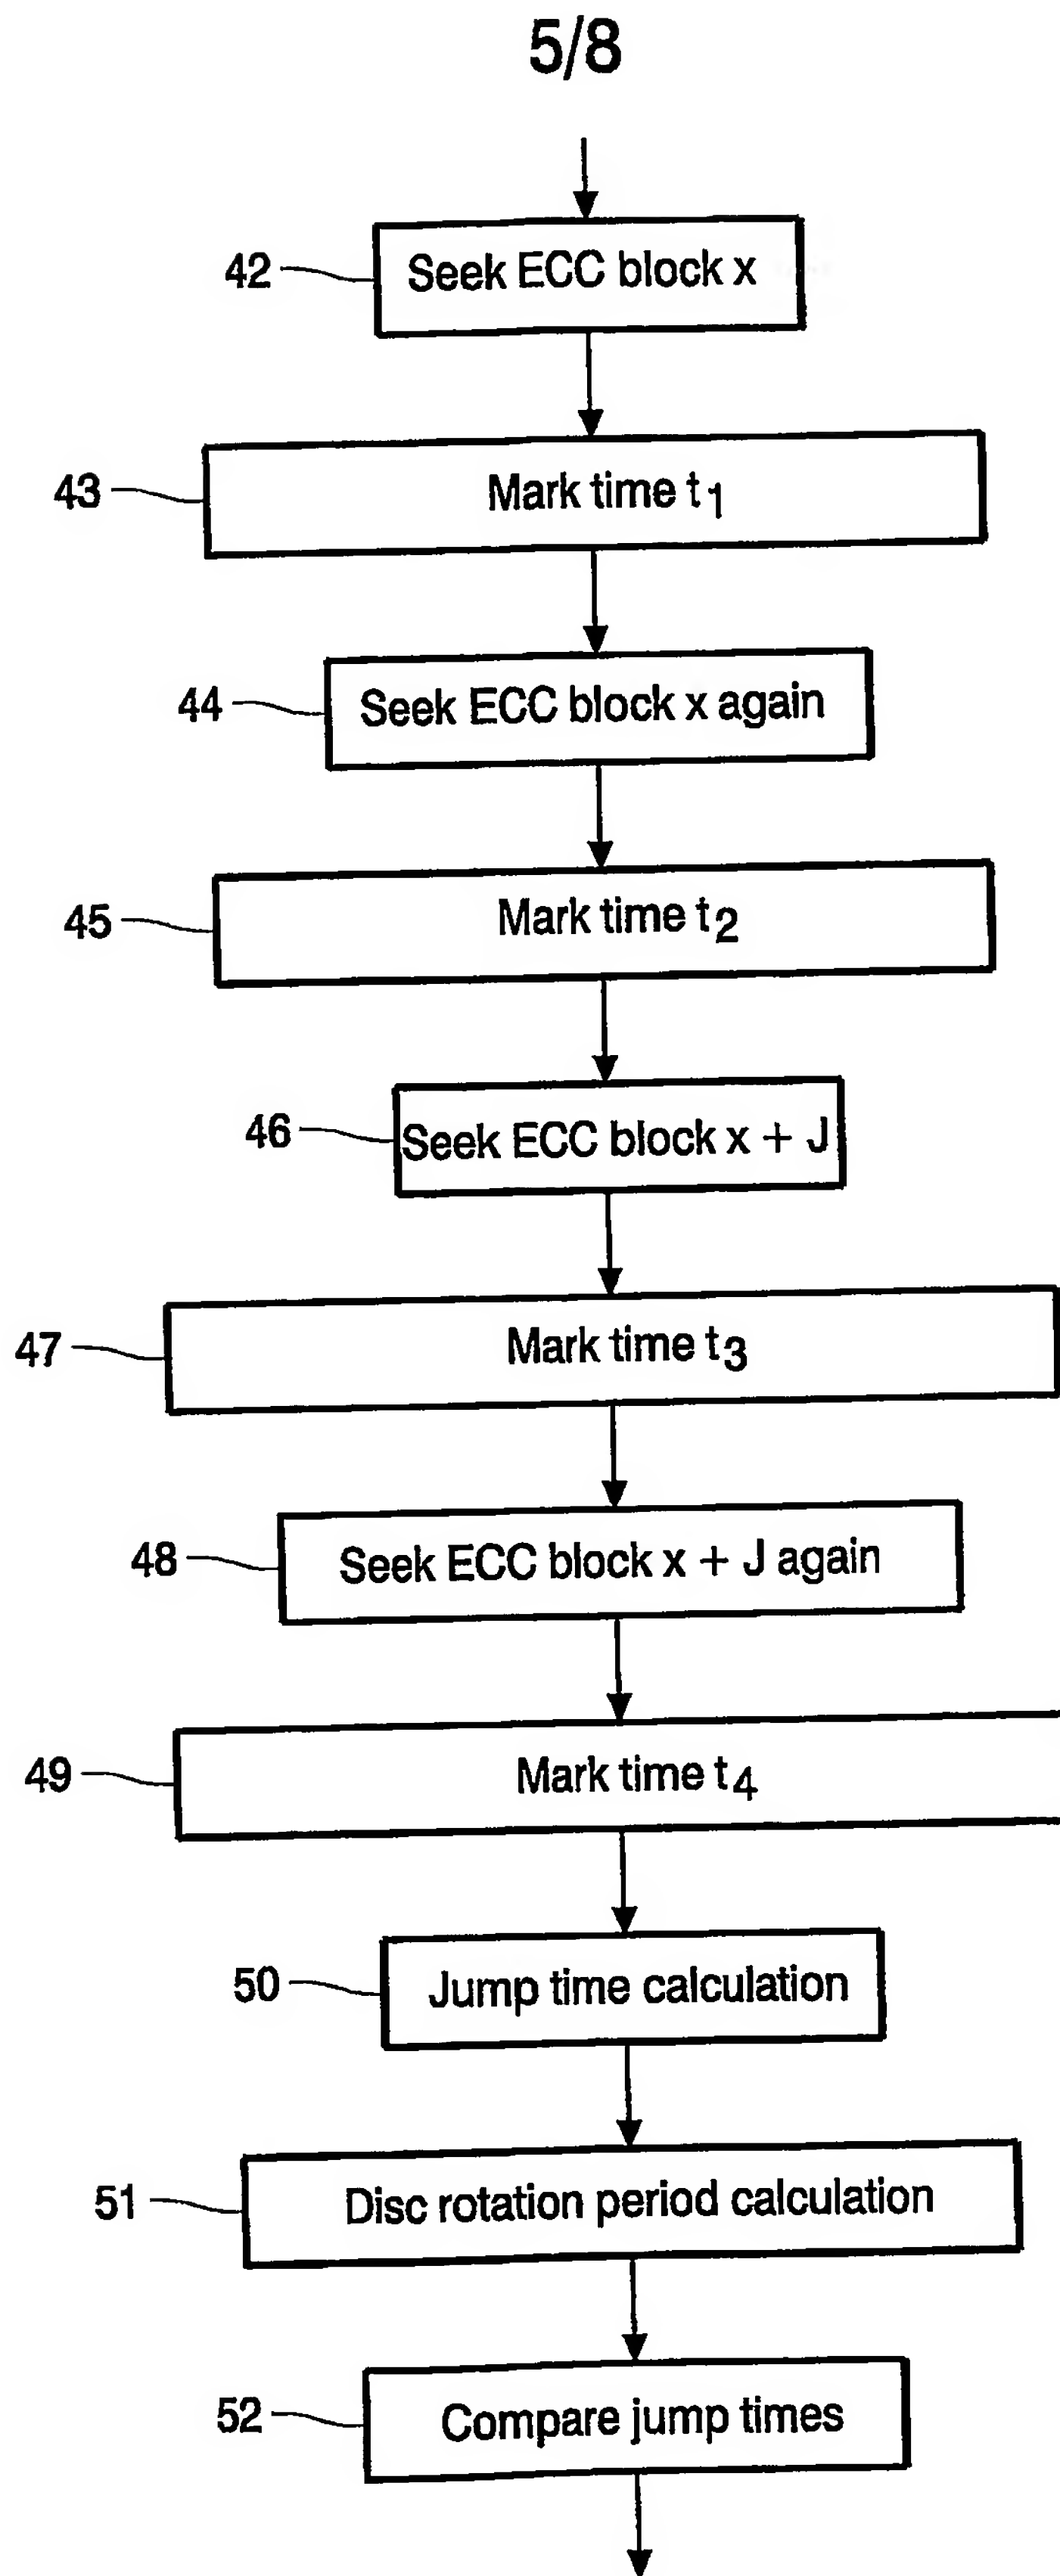 5/8
42 Seek ECC block x
43 Mark time t1
44 Seek ECC block x again
45 Mark time t2
46 Seek ECC block x + J
47 Mark time t3
48 Seek ECC block x + J again
49 Mark time t4
50 Jump time calculation
51 Disc rotation period calculation
52 Compare jump times